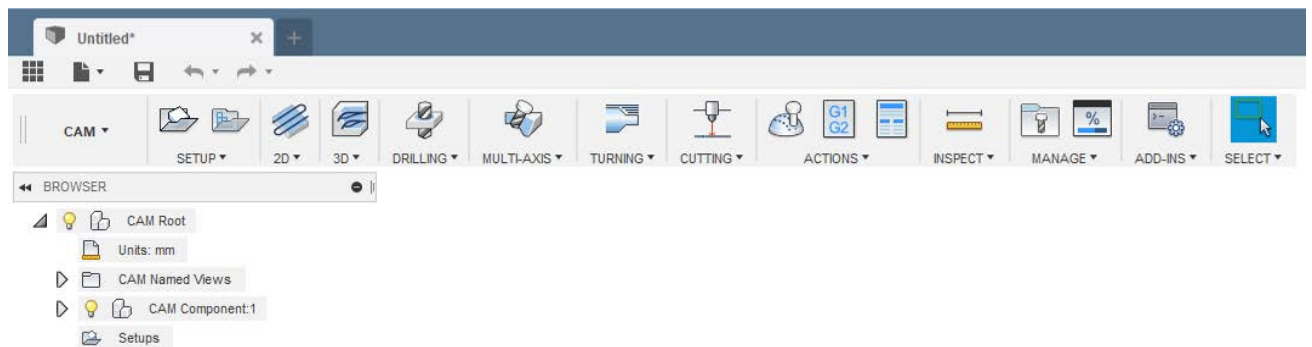 Untitled*
CAM
G1
G2
%
SETUP 2D 3D DRILLING MULTI-AXIS TURNING CUTTING ACTIONS INSPECT MANAGE ADD-INS SELECT
BROWSER
CAM Root
Units: mm
CAM Named Views
CAM Component:1
Setups